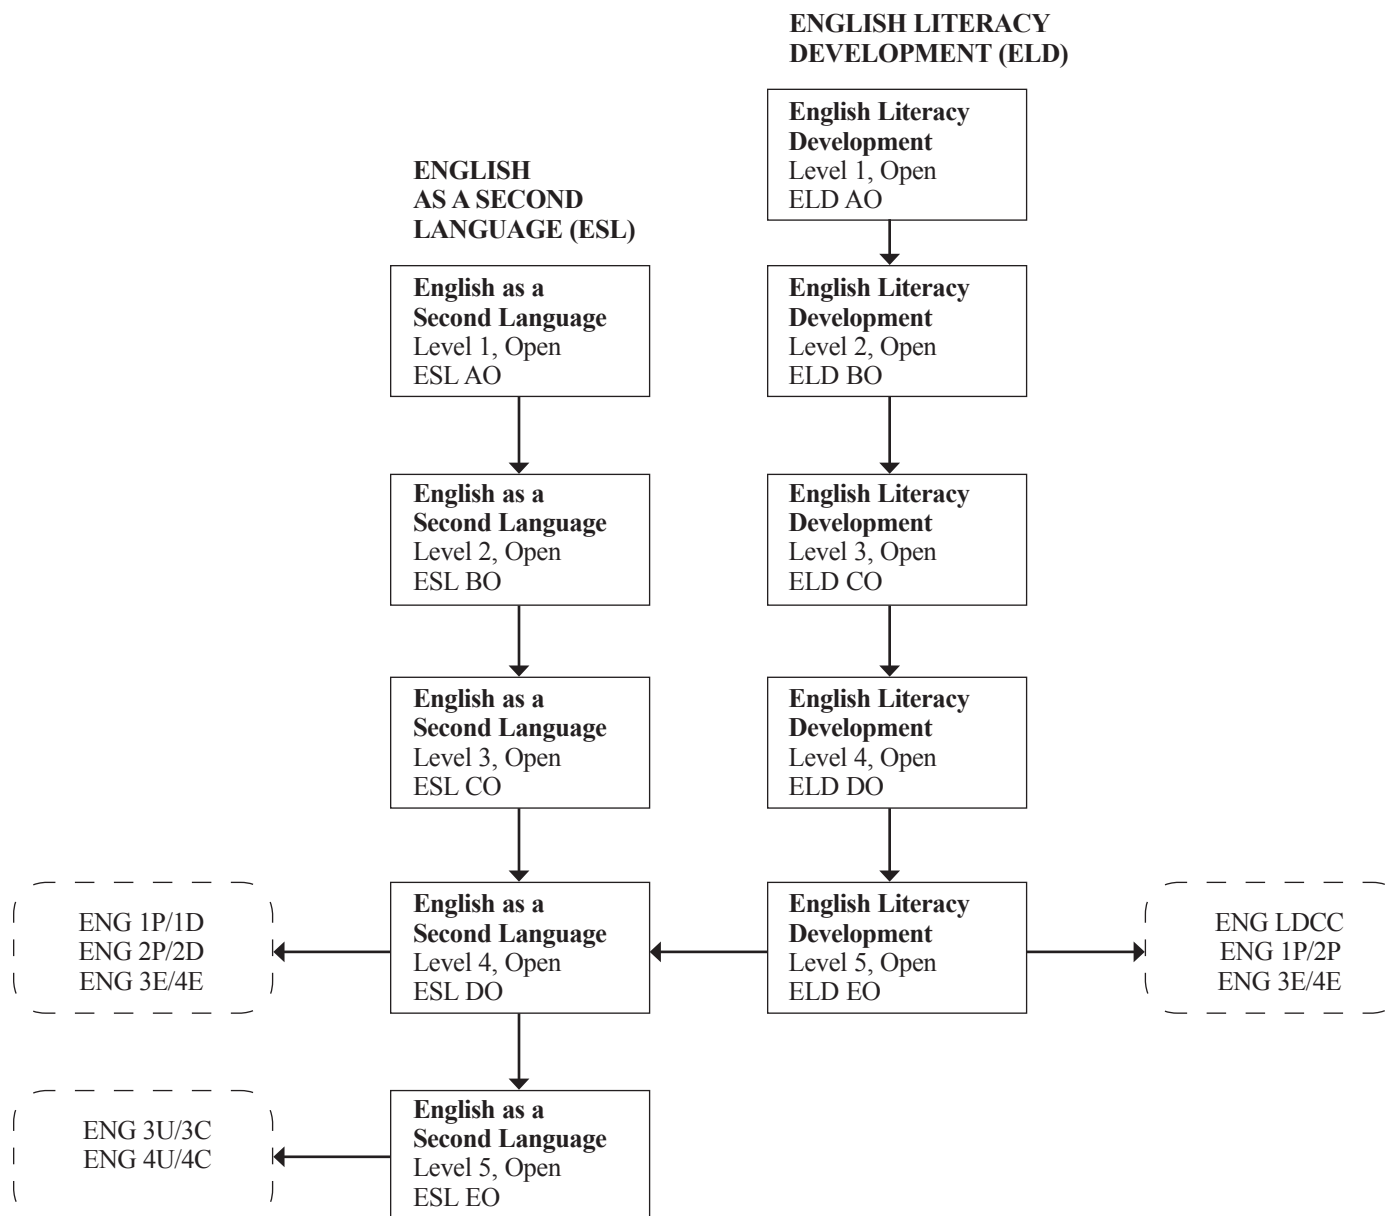 ENGLISH LITERACY
DEVELOPMENT (ELD)
English Literacy
Development
Level 1, Open
ELD AO
ENGLISH
AS A SECOND
LANGUAGE (ESL)
English as a
Second Language
Level 1, Open
ESL AO
English Literacy
Development
Level 2, Open
ELD BO
English as a
Second Language
Level 2, Open
ESL BO
English Literacy
Development
Level 3, Open
ELD CO
English as a
Second Language
Level 3, Open
ESL CO
English Literacy
Development
Level 4, Open
ELD DO
ENG 1P/1D
ENG 2P/2D
ENG 3E/4E
English as a
Second Language
Level 4, Open
ESL DO
English Literacy
Development
Level 5, Open
ELD EO
ENG LDCC
ENG 1P/2P
ENG 3E/4E
ENG 3U/3C
ENG 4U/4C
English as a
Second Language
Level 5, Open
ESL EO